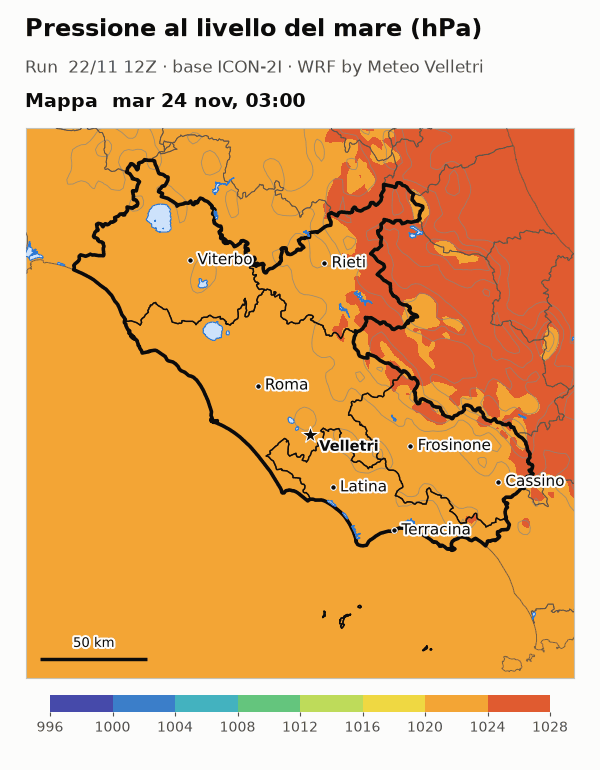 Pressione al livello del mare (hPa)
Run  22/11 12Z · base ICON-2I · WRF by Meteo Velletri
Mappa  mar 24 nov, 03:00
Viterbo
Rieti
Roma
Velletri
Frosinone
Latina
Cassino
Terracina
50 km
996 1000 1004 1008 1012 1016 1020 1024 1028